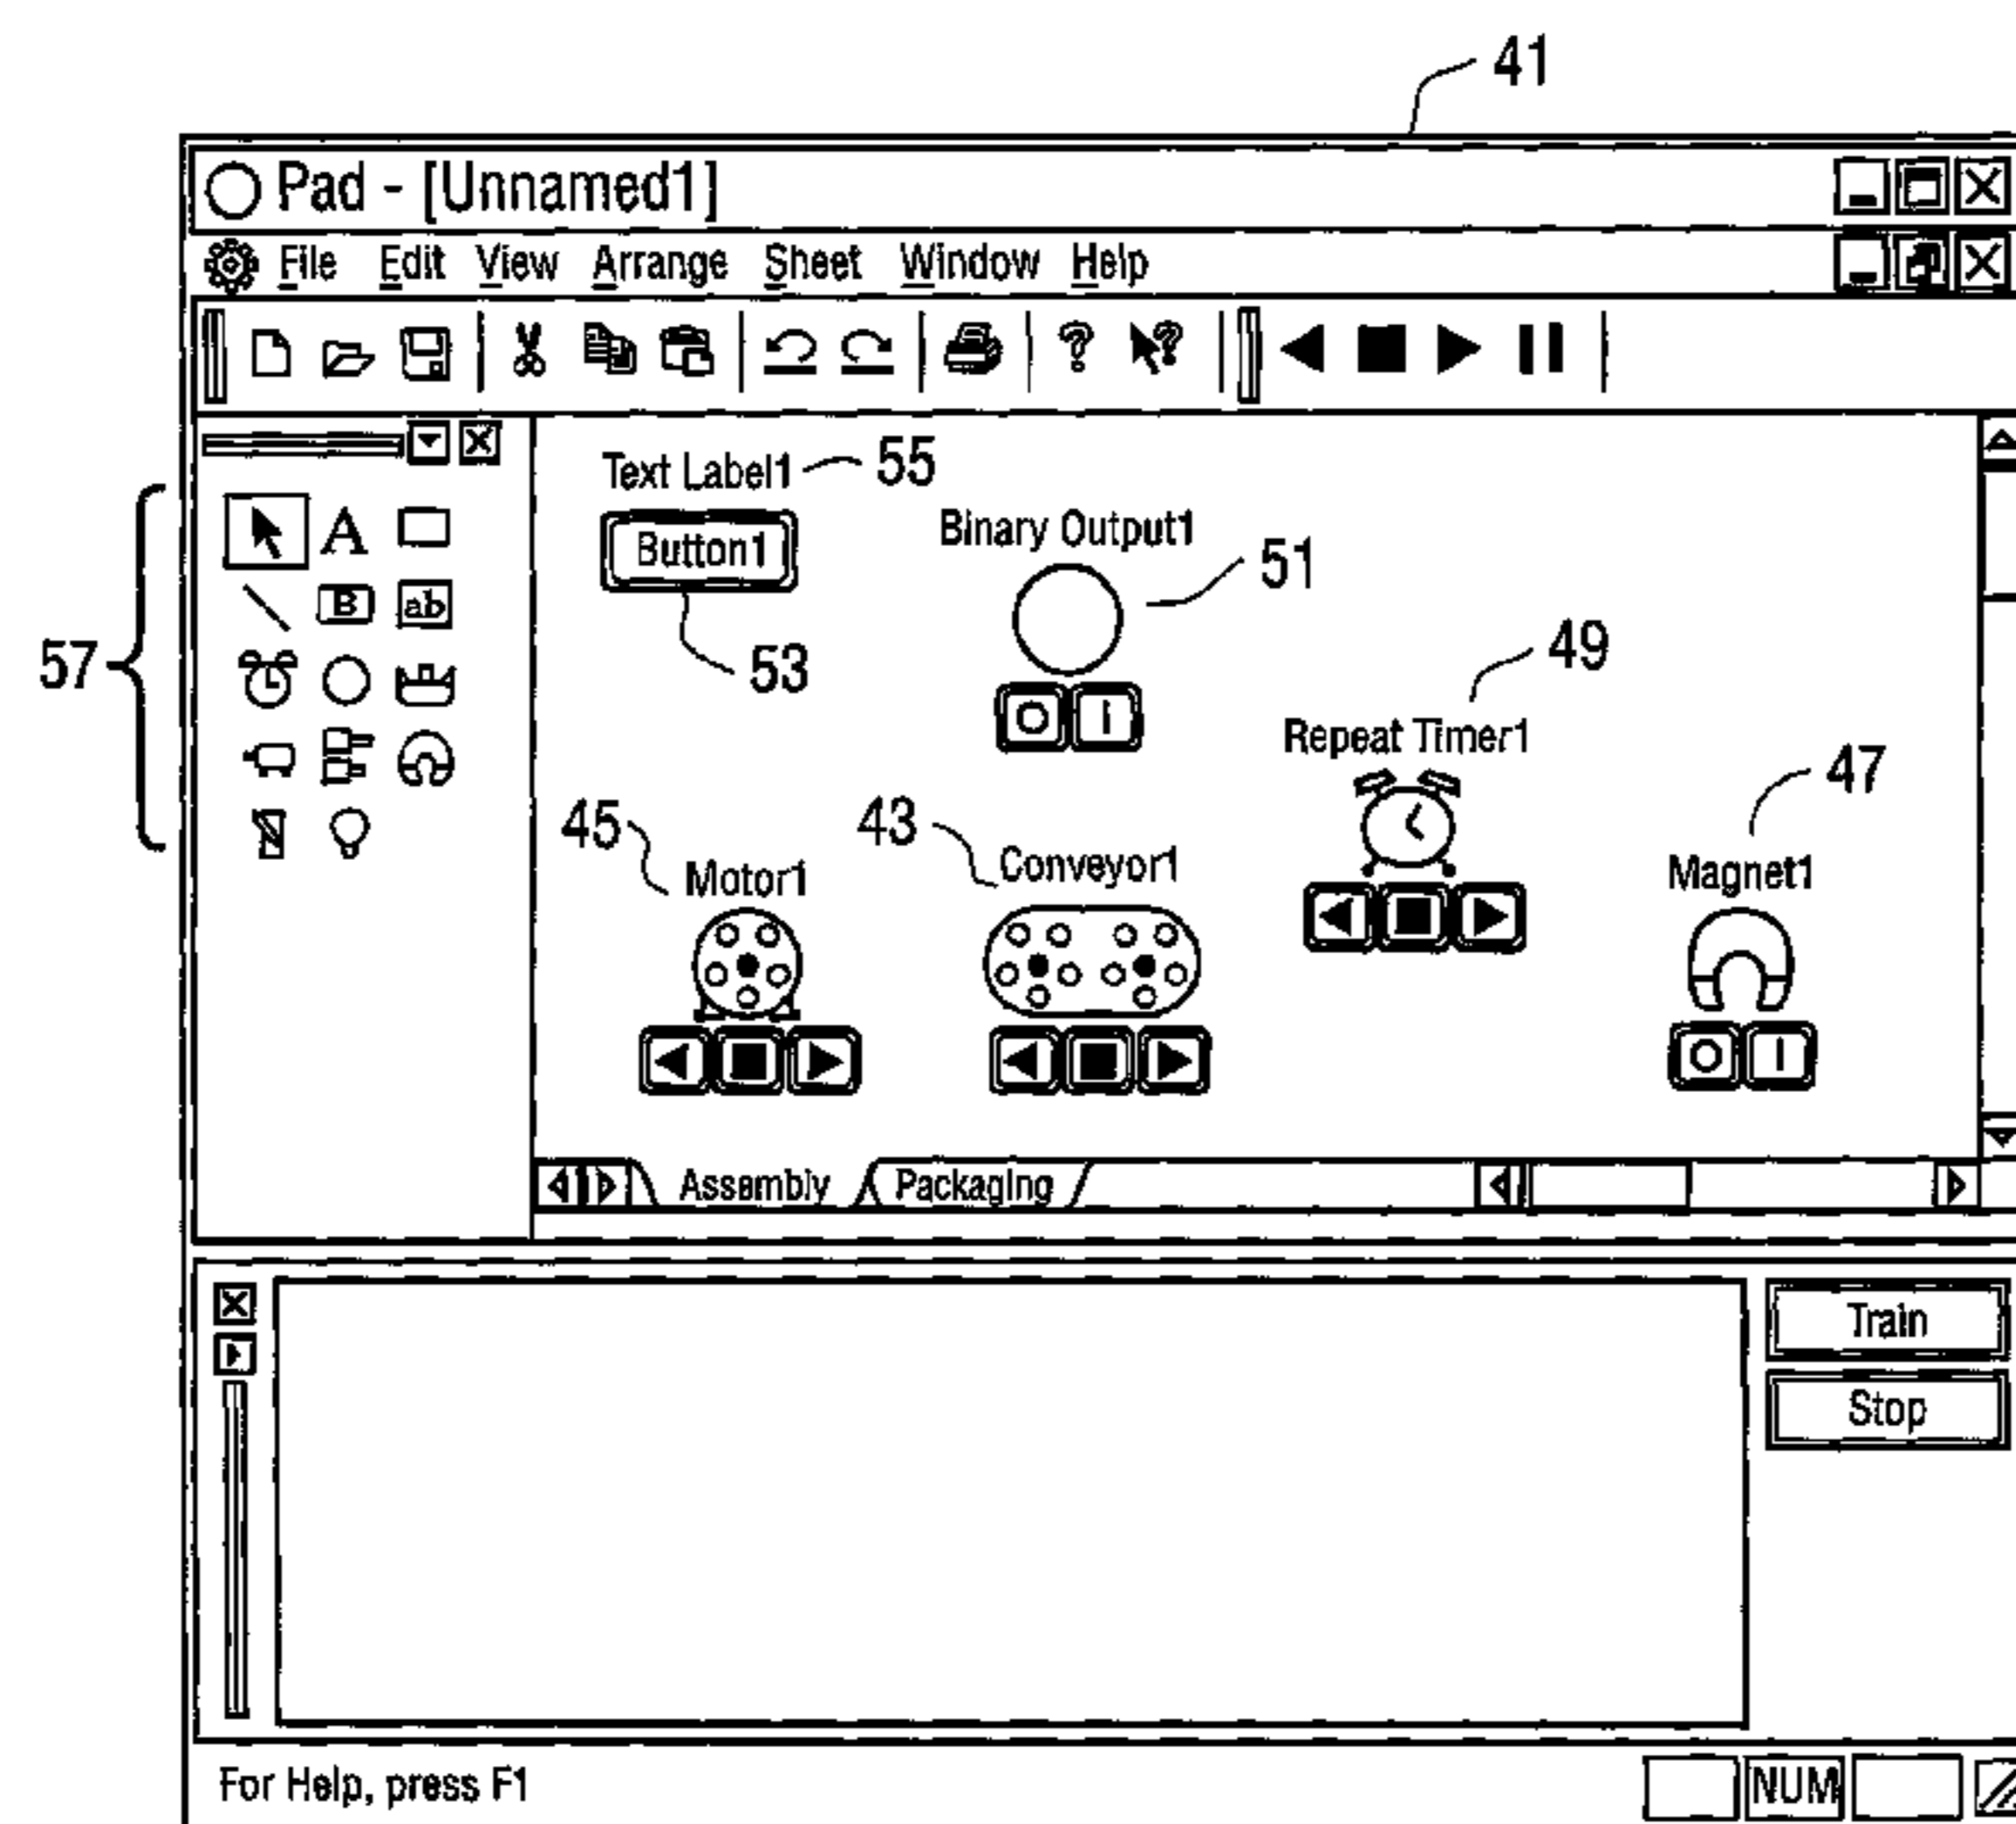 41
Pad - [Unnamed1]
File Edit View Arrange Sheet Window Help
Text Label1 55
Button1
53
Binary Output1
51
57
A
B ab
Repeat Timer1
49
45 Motor1
43 Conveyor1
Magnet1
47
O I
O I
Assembly Packaging
Train
Stop
For Help, press F1
NUM